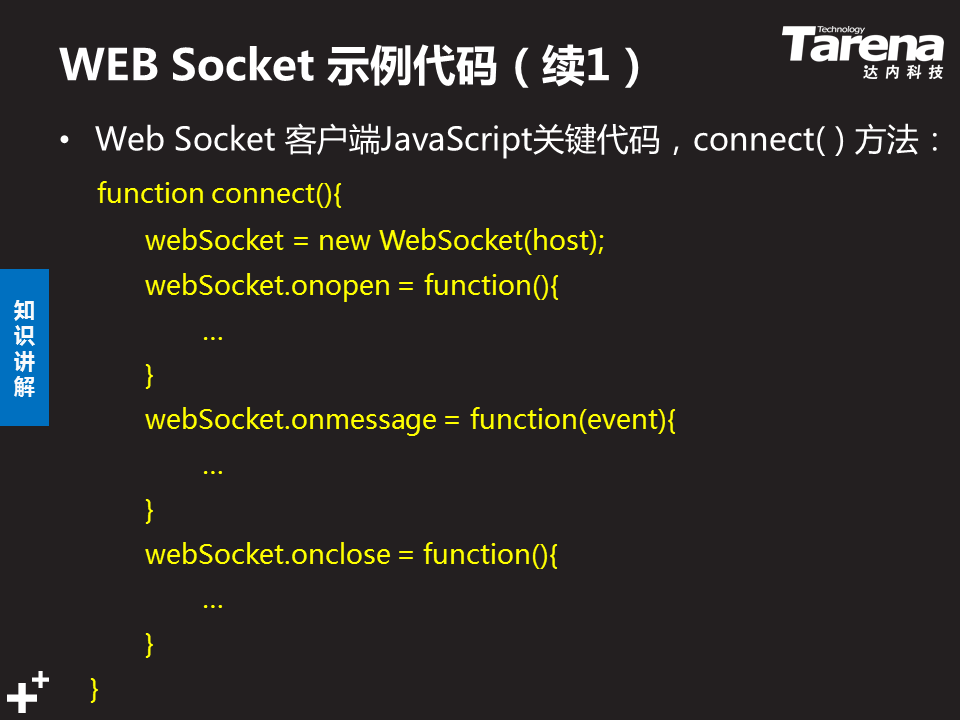 WEB Socket 示例代码（续1）
Technology
Tarena
达内科技
• Web Socket 客户端JavaScript关键代码，connect( ) 方法：
function connect(){
webSocket = new WebSocket(host);
webSocket.onopen = function(){
…
}
webSocket.onmessage = function(event){
…
}
webSocket.onclose = function(){
…
}
}
知识讲解